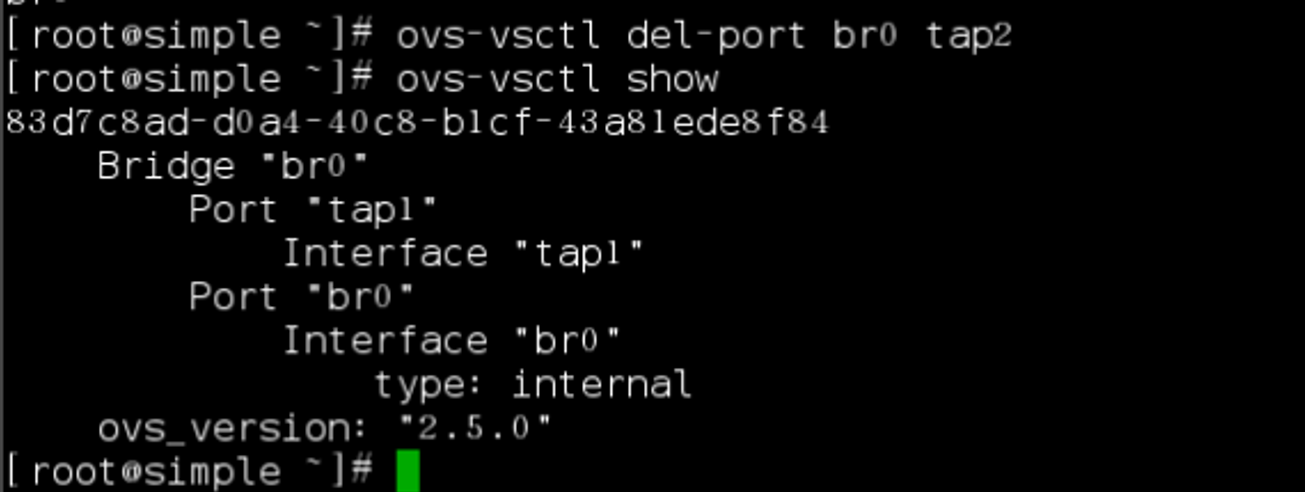 [root@simple ~]# ovs-vsctl del-port br0 tap2
[root@simple ~]# ovs-vsctl show
83d7c8ad-d0a4-40c8-b1cf-43a81ede8f84
    Bridge "br0"
        Port "tap1"
            Interface "tap1"
        Port "br0"
            Interface "br0"
                type: internal
    ovs_version: "2.5.0"
[root@simple ~]#